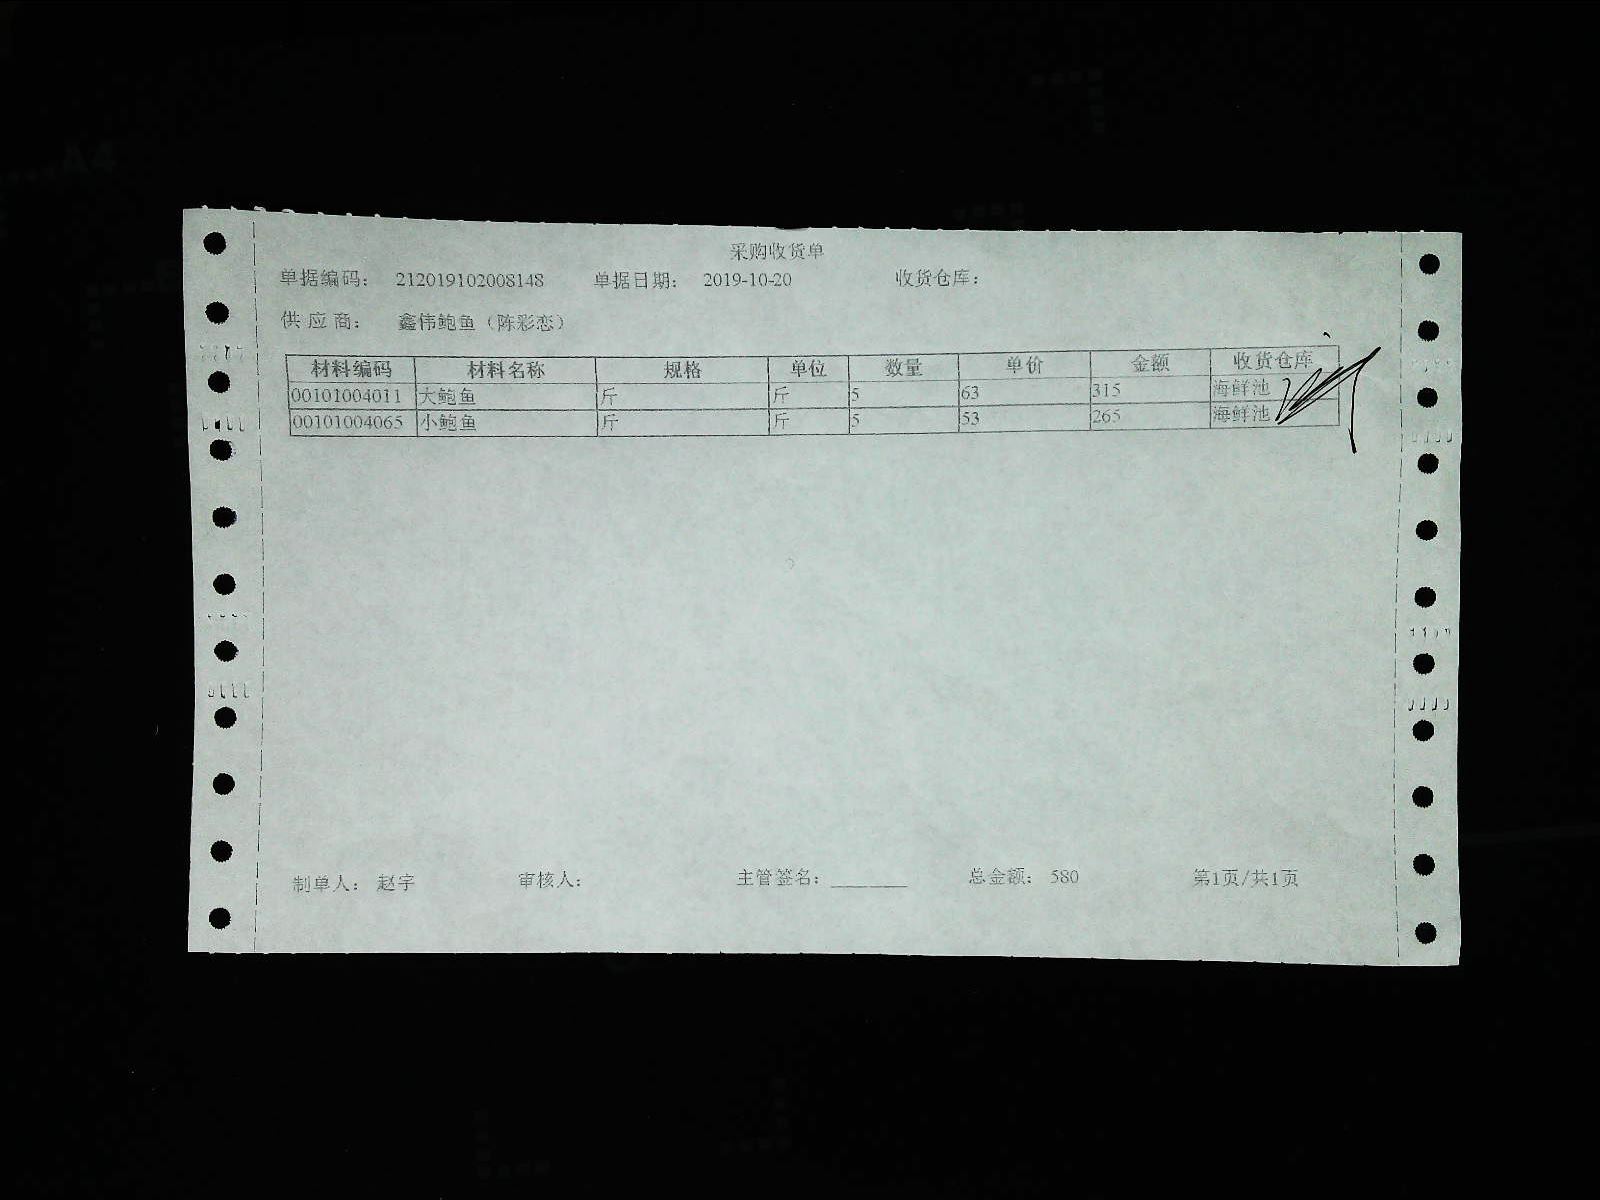 采购收货单
单据编码： 212019102008148 单据日期： 2019-10-20 收货仓库：
供应商： 鑫伟鲍鱼（陈彩恋）
材料编码 材料名称 规格 单位 数量 单价 金额 收货仓库
00101004011 大鲍鱼 斤 斤 5 63 315 海鲜池
00101004065 小鲍鱼 斤 斤 5 53 265 海鲜池
制单人： 赵宇 审核人： 主管签名：________ 总金额： 580 第1页/共1页